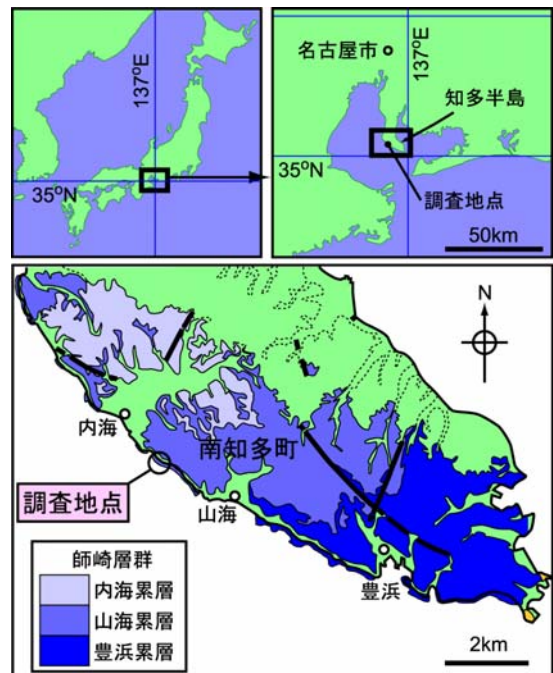 137°E
35°N
名古屋市
137°E
知多半島
35°N
調査地点
50km
N
内海
南知多町
調査地点
山海
豊浜
師崎層群
内海累層
山海累層
豊浜累層
2km